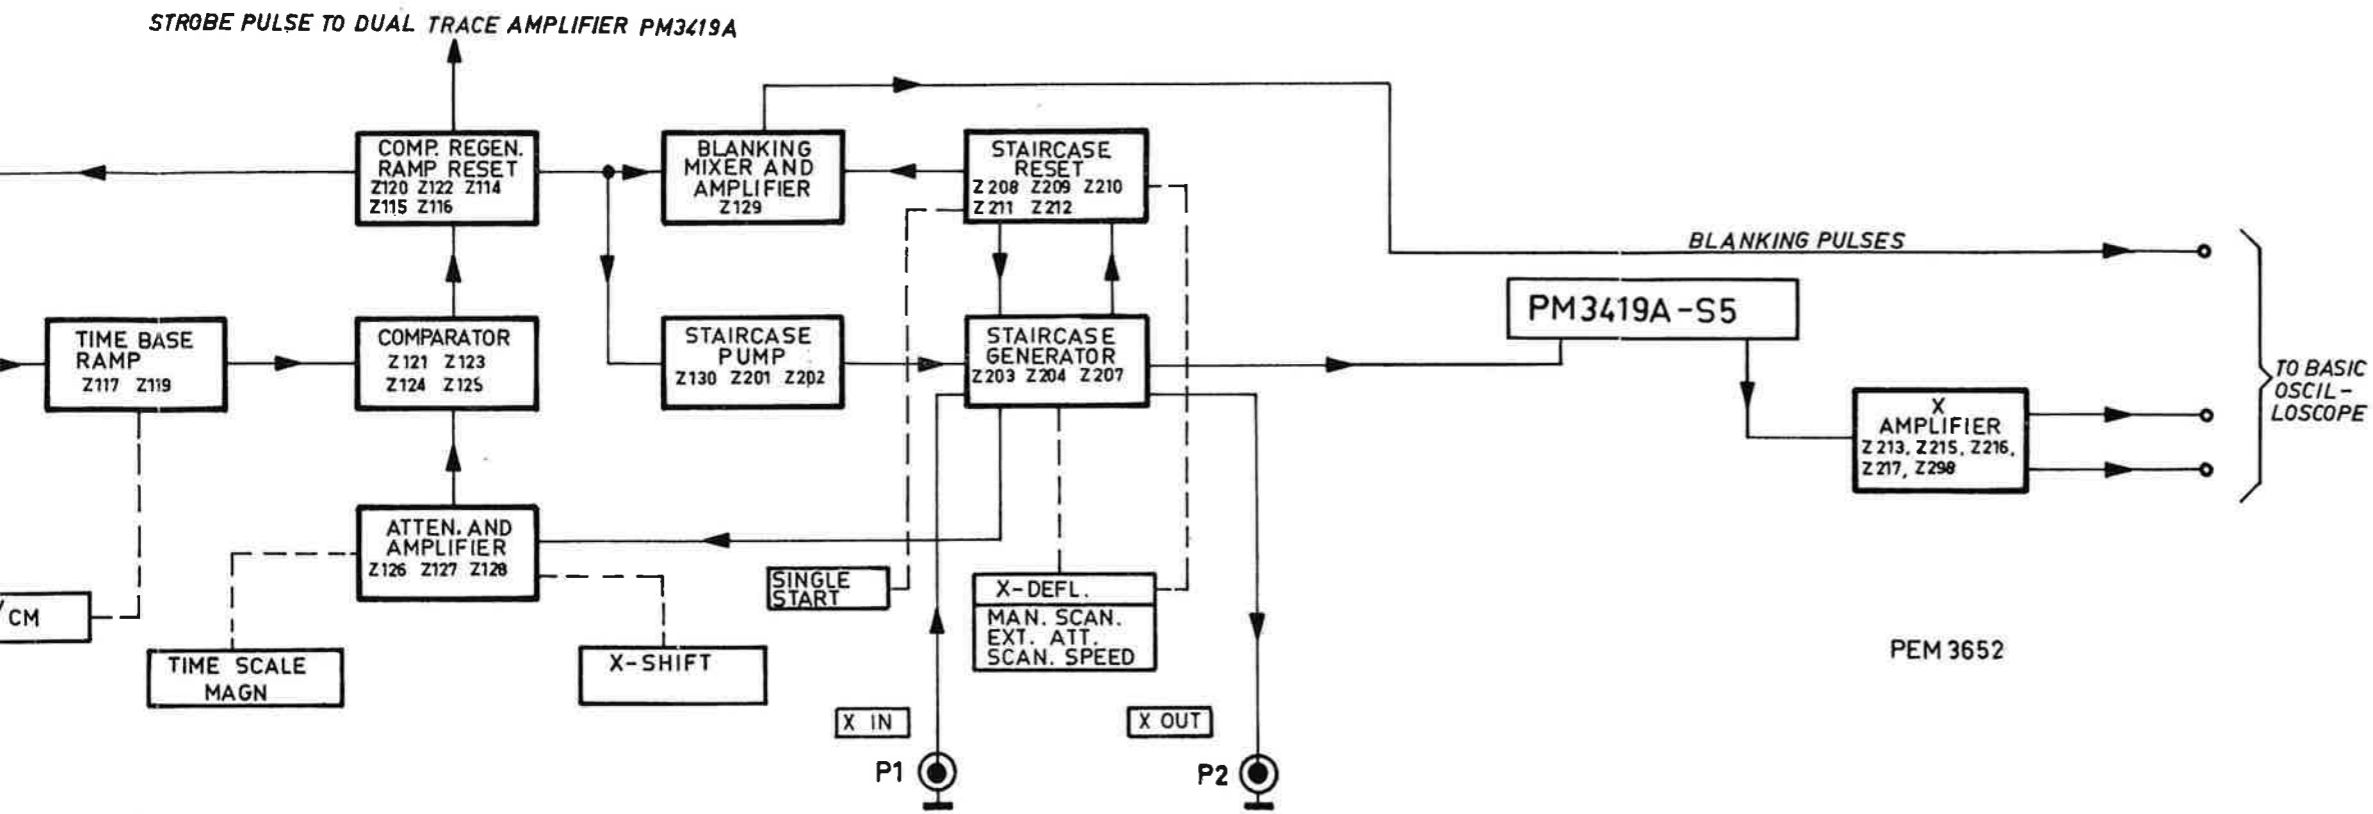 STROBE PULSE TO DUAL TRACE AMPLIFIER PM3419A
COMP. REGEN.
RAMP RESET
Z120 Z122 Z114
Z115 Z116
BLANKING
MIXER AND
AMPLIFIER
Z129
STAIRCASE
RESET
Z208 Z209 Z210
Z211 Z212
BLANKING PULSES
TIME BASE
RAMP
Z117 Z119
COMPARATOR
Z121 Z123
Z124 Z125
STAIRCASE
PUMP
Z130 Z201 Z202
STAIRCASE
GENERATOR
Z203 Z204 Z207
PM3419A-S5
X
AMPLIFIER
Z213, Z215, Z216,
Z217, Z298
TO BASIC
OSCIL-
LOSCOPE
ATTEN. AND
AMPLIFIER
Z126 Z127 Z128
/CM
TIME SCALE
MAGN
X-SHIFT
SINGLE
START
X-DEFL.
MAN. SCAN.
EXT. ATT.
SCAN. SPEED
PEM 3652
X IN
X OUT
P1
P2